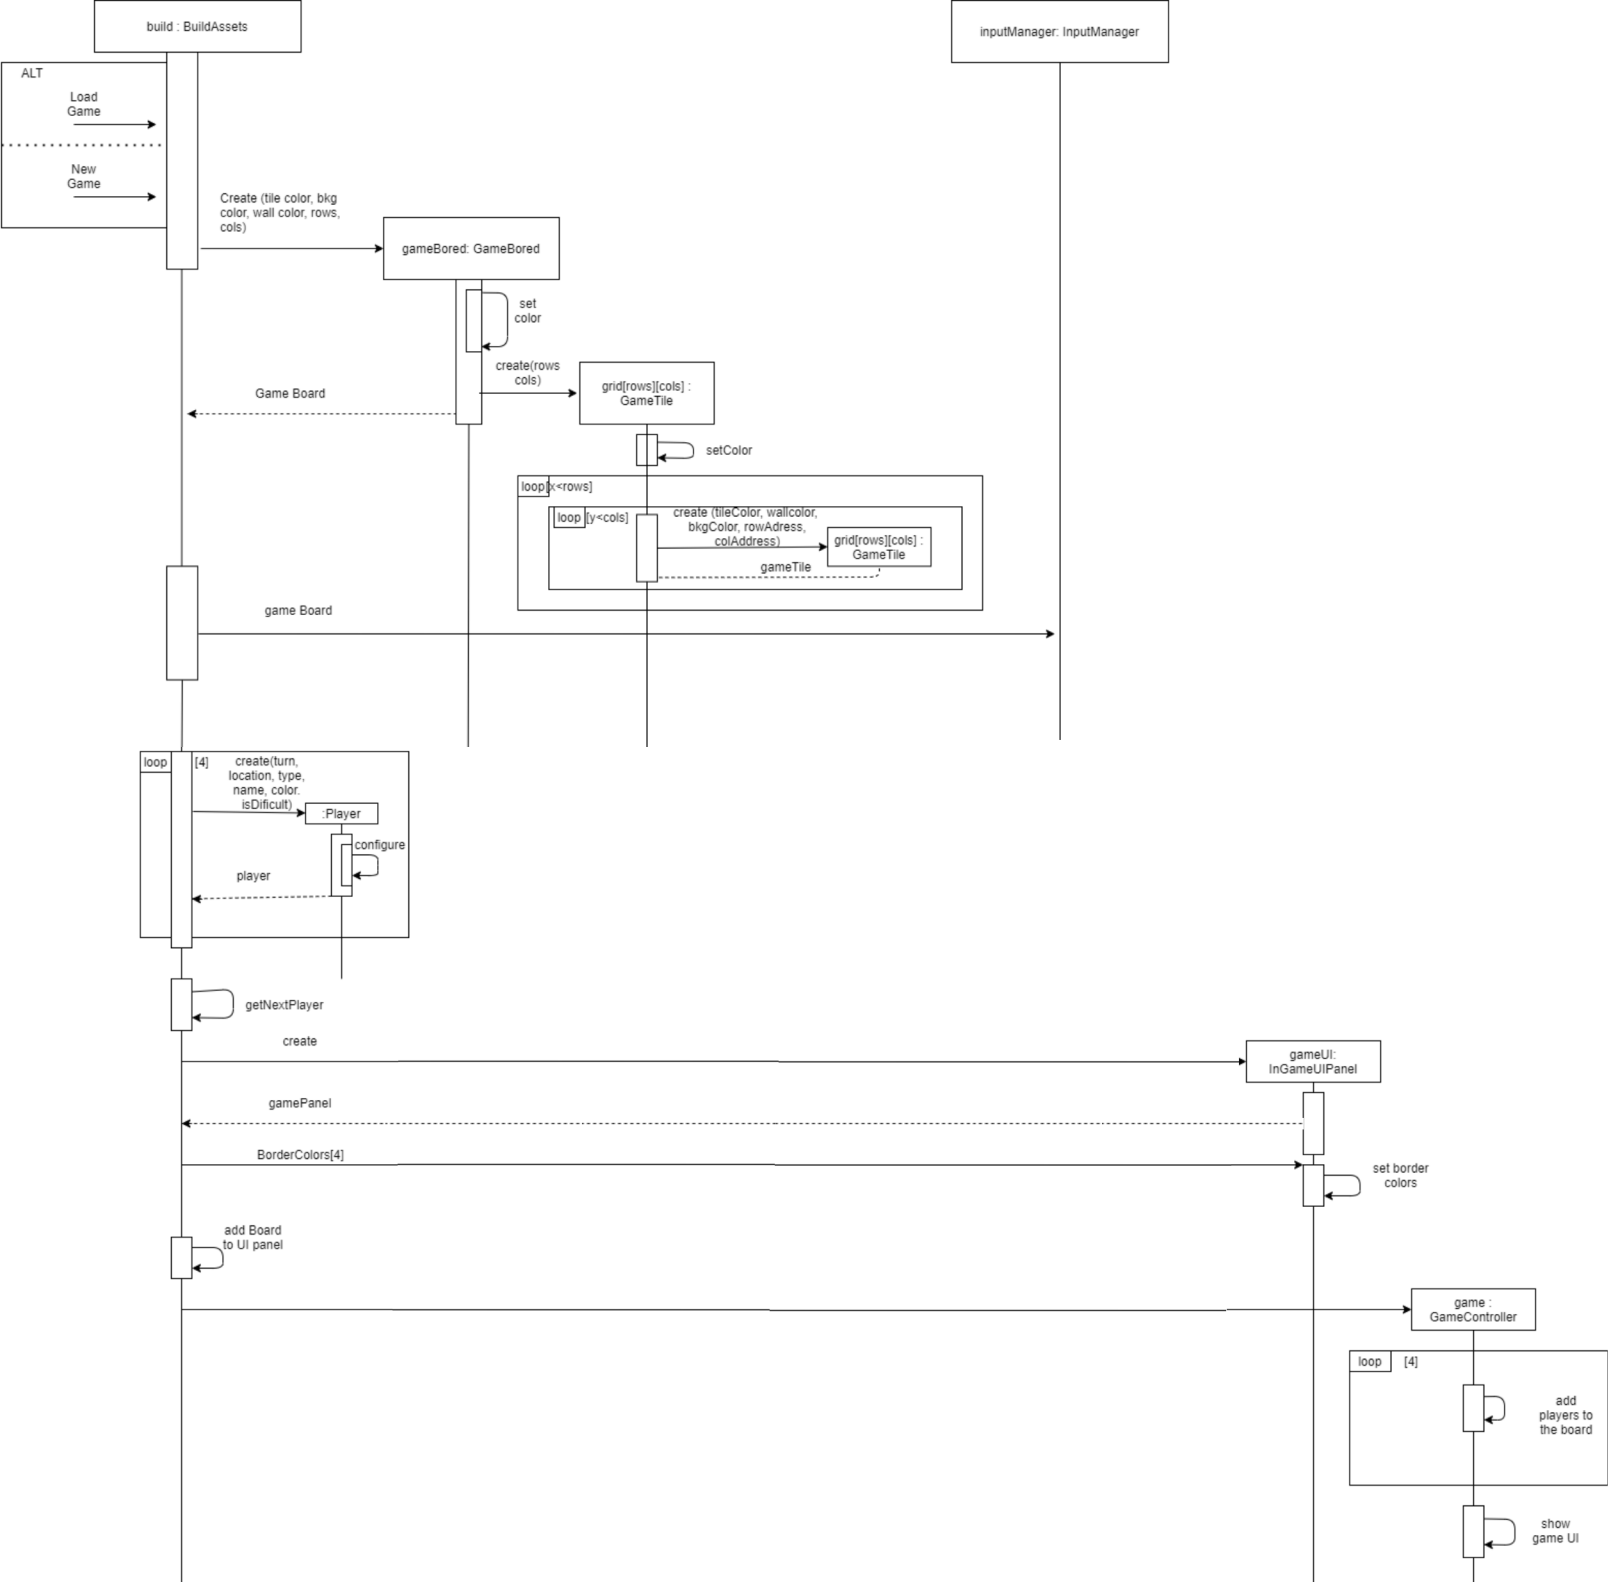 build : BuildAssets
inputManager: InputManager
ALT
Load
Game
New
Game
Create (tile color, bkg
color, wall color, rows,
cols)
gameBored: GameBored
set
color
create(rows
cols)
grid[rows][cols] :
GameTile
Game Board
setColor
loop[x<rows]
loop [y<cols]
create (tileColor, wallcolor,
bkgColor, rowAdress,
colAddress)
grid[rows][cols] :
GameTile
gameTile
game Board
loop [4]
create(turn,
location, type,
name, color.
isDificult)
:Player
configure
player
getNextPlayer
create
gameUI:
InGameUIPanel
gamePanel
BorderColors[4]
set border
colors
add Board
to UI panel
game :
GameController
loop [4]
add
players to
the board
show
game UI